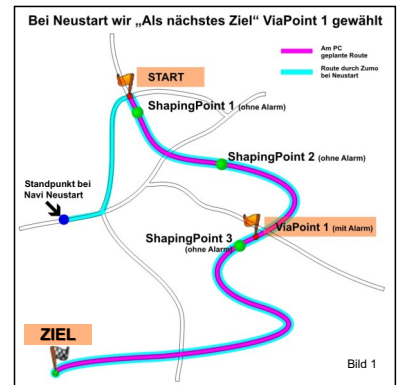 Bei Neustart wir „Als nächstes Ziel“ ViaPoint 1 gewählt
Am PC
geplante Route
Route durch Zumo
bei Neustart
START
ShapingPoint 1 (ohne Alarm)
ShapingPoint 2 (ohne Alarm)
Standpunkt bei
Navi Neustart
ViaPoint 1 (mit Alarm)
ShapingPoint 3
(ohne Alarm)
ZIEL
Bild 1